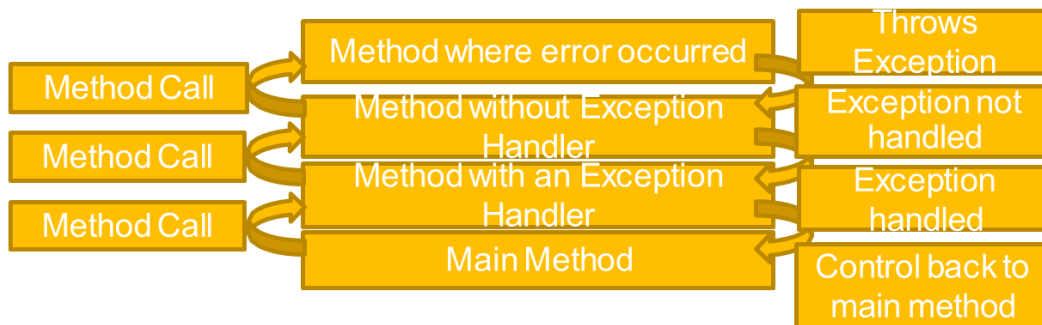 Method Call
Method Call
Method Call
Method where error occurred
Method without Exception
Handler
Method with an Exception
Handler
Main Method
Throws
Exception
Exception not
handled
Exception
handled
Control back to
main method